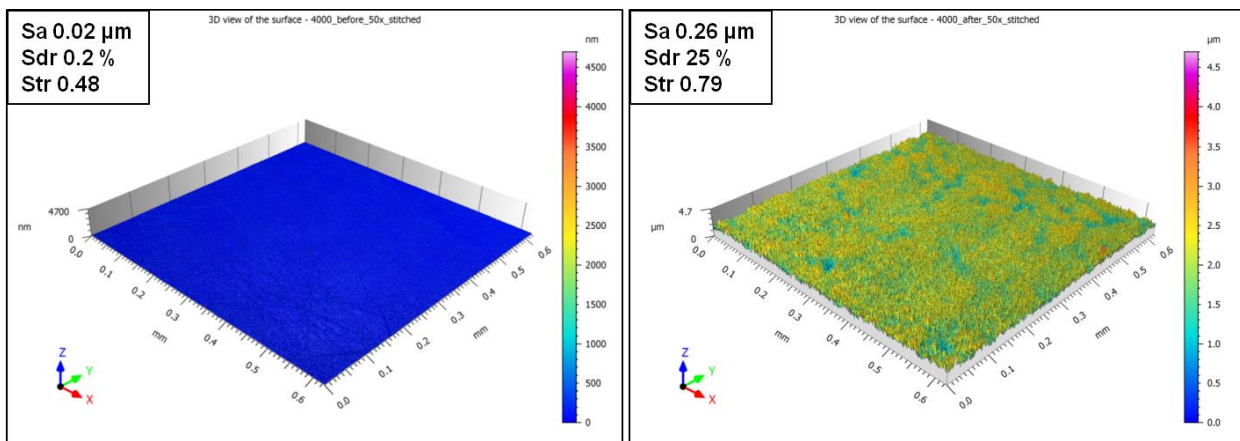 Sa 0.02 µm
Sdr 0.2 %
Str 0.48
3D view of the surface - 4000_before_50x_stitched
nm
4500
4000
3500
3000
2500
2000
1500
1000
500
0
4700
nm
0
0.0
0.1
0.2
0.3
0.4
0.5
0.6
mm
0.0
0.1
0.2
0.3
0.4
0.5
0.6
mm
Z
Y
X
Sa 0.26 µm
Sdr 25 %
Str 0.79
3D view of the surface - 4000_after_50x_stitched
µm
4.5
4.0
3.5
3.0
2.5
2.0
1.5
1.0
0.5
0.0
4.7
µm
0
0.0
0.1
0.2
0.3
0.4
0.5
0.6
mm
0.0
0.1
0.2
0.3
0.4
0.5
0.6
mm
Z
Y
X